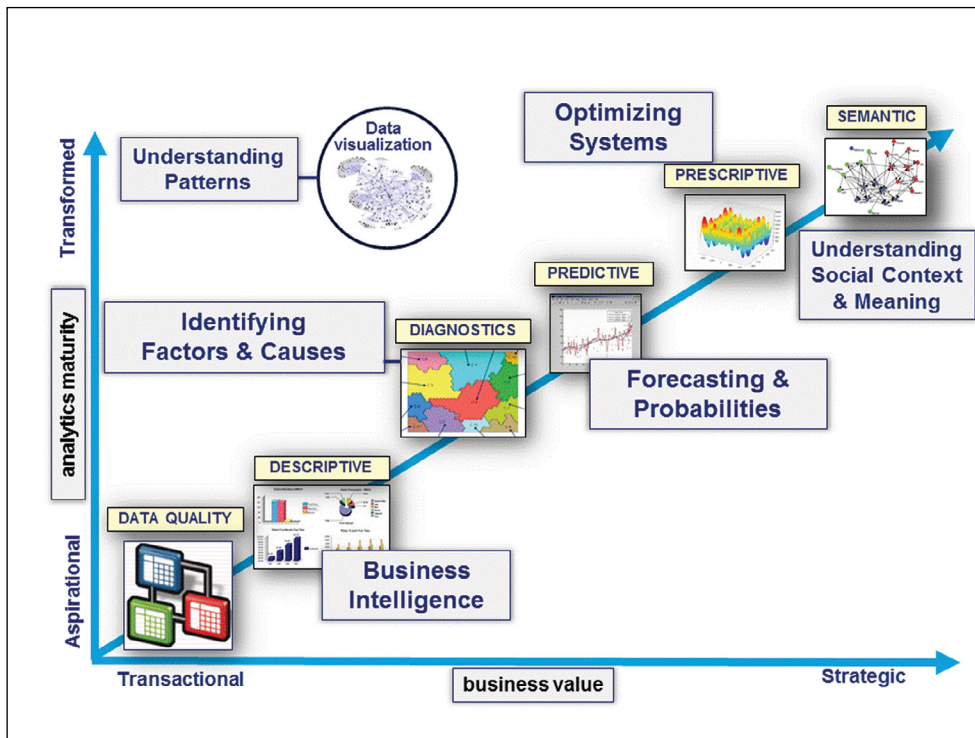 Optimizing
Systems
SEMANTIC
Data
visualization
Understanding
Patterns
PRESCRIPTIVE
Transformed
Understanding
Social Context
& Meaning
PREDICTIVE
Identifying
Factors & Causes
DIAGNOSTICS
analytics maturity
Forecasting &
Probabilities
DESCRIPTIVE
DATA QUALITY
Business
Intelligence
Aspirational
Transactional
business value
Strategic